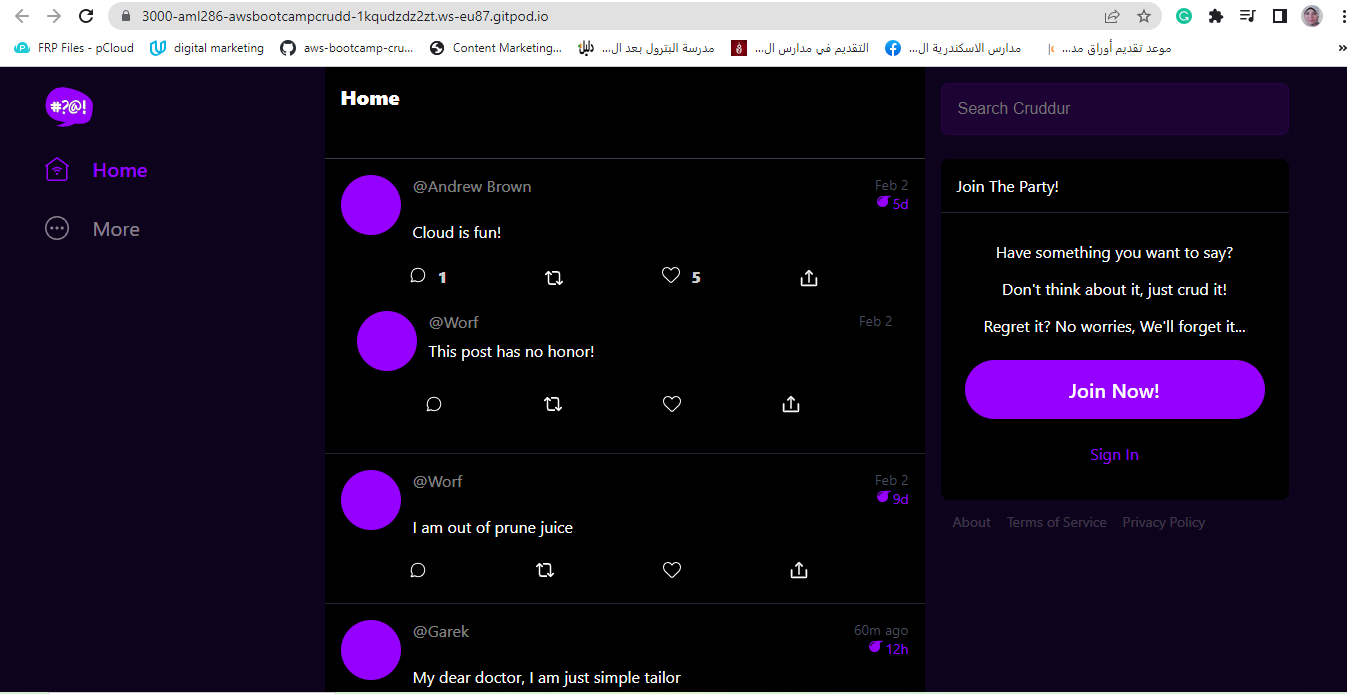 3000-aml286-awsbootcampcrudd-1kqudzdz2zt.ws-eu87.gitpod.io
FRP Files - pCloud
digital marketing
aws-bootcamp-cru...
Content Marketing...
مدرسة البترول بعد ال...
التقديم في مدارس ال...
مدارس الاسكندرية ال...
موعد تقديم أوراق مد...
»
#?@!
Home
More
Home
@Andrew Brown
Feb 2
5d
Cloud is fun!
1
5
@Worf
Feb 2
This post has no honor!
@Worf
Feb 2
9d
I am out of prune juice
@Garek
60m ago
12h
My dear doctor, I am just simple tailor
Search Cruddur
Join The Party!
Have something you want to say?
Don't think about it, just crud it!
Regret it? No worries, We'll forget it...
Join Now!
Sign In
About Terms of Service Privacy Policy